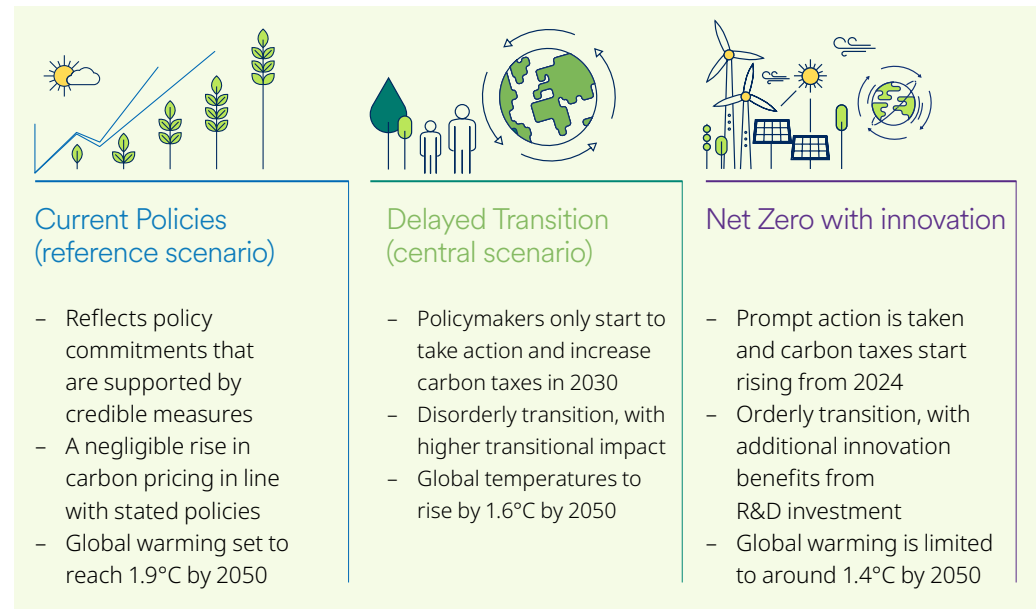 Current Policies
(reference scenario)
– Reflects policy
commitments that
are supported by
credible measures
– A negligible rise in
carbon pricing in line
with stated policies
– Global warming set to
reach 1.9°C by 2050
Delayed Transition
(central scenario)
– Policymakers only start to
take action and increase
carbon taxes in 2030
– Disorderly transition, with
higher transitional impact
– Global temperatures to
rise by 1.6°C by 2050
Net Zero with innovation
– Prompt action is taken
and carbon taxes start
rising from 2024
– Orderly transition, with
additional innovation
benefits from
R&D investment
– Global warming is limited
to around 1.4°C by 2050